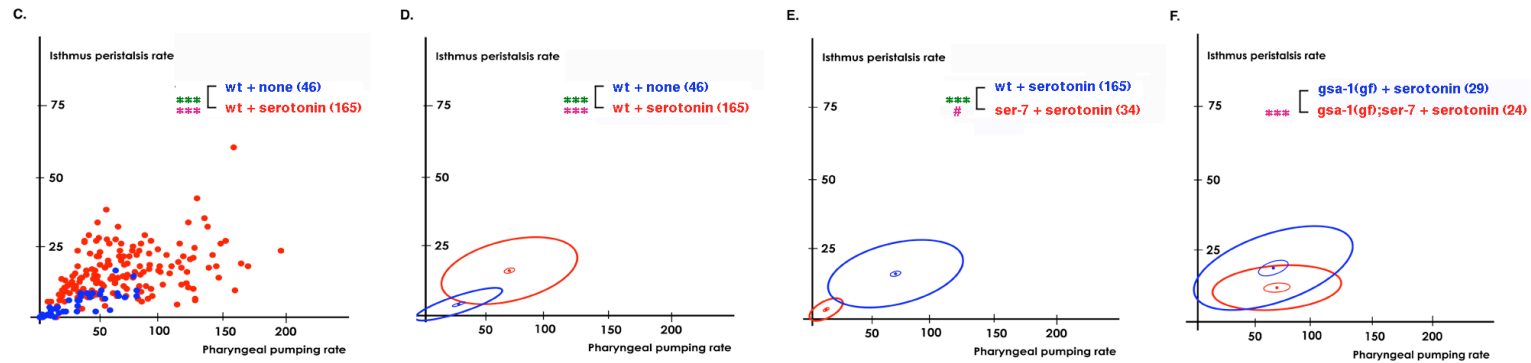 C.
Isthmus peristalsis rate
wt + none (46)
*** 
*** wt + serotonin (165)
75
50
25
50 100 150 200
Pharyngeal pumping rate
D.
Isthmus peristalsis rate
wt + none (46)
***
*** wt + serotonin (165)
75
50
25
50 100 150 200
Pharyngeal pumping rate
E.
Isthmus peristalsis rate
wt + serotonin (165)
***
# ser-7 + serotonin (34)
75
50
25
50 100 150 200
Pharyngeal pumping rate
F.
Isthmus peristalsis rate
gsa-1(gf) + serotonin (29)
*** gsa-1(gf);ser-7 + serotonin (24)
75
50
25
50 100 150 200
Pharyngeal pumping rate